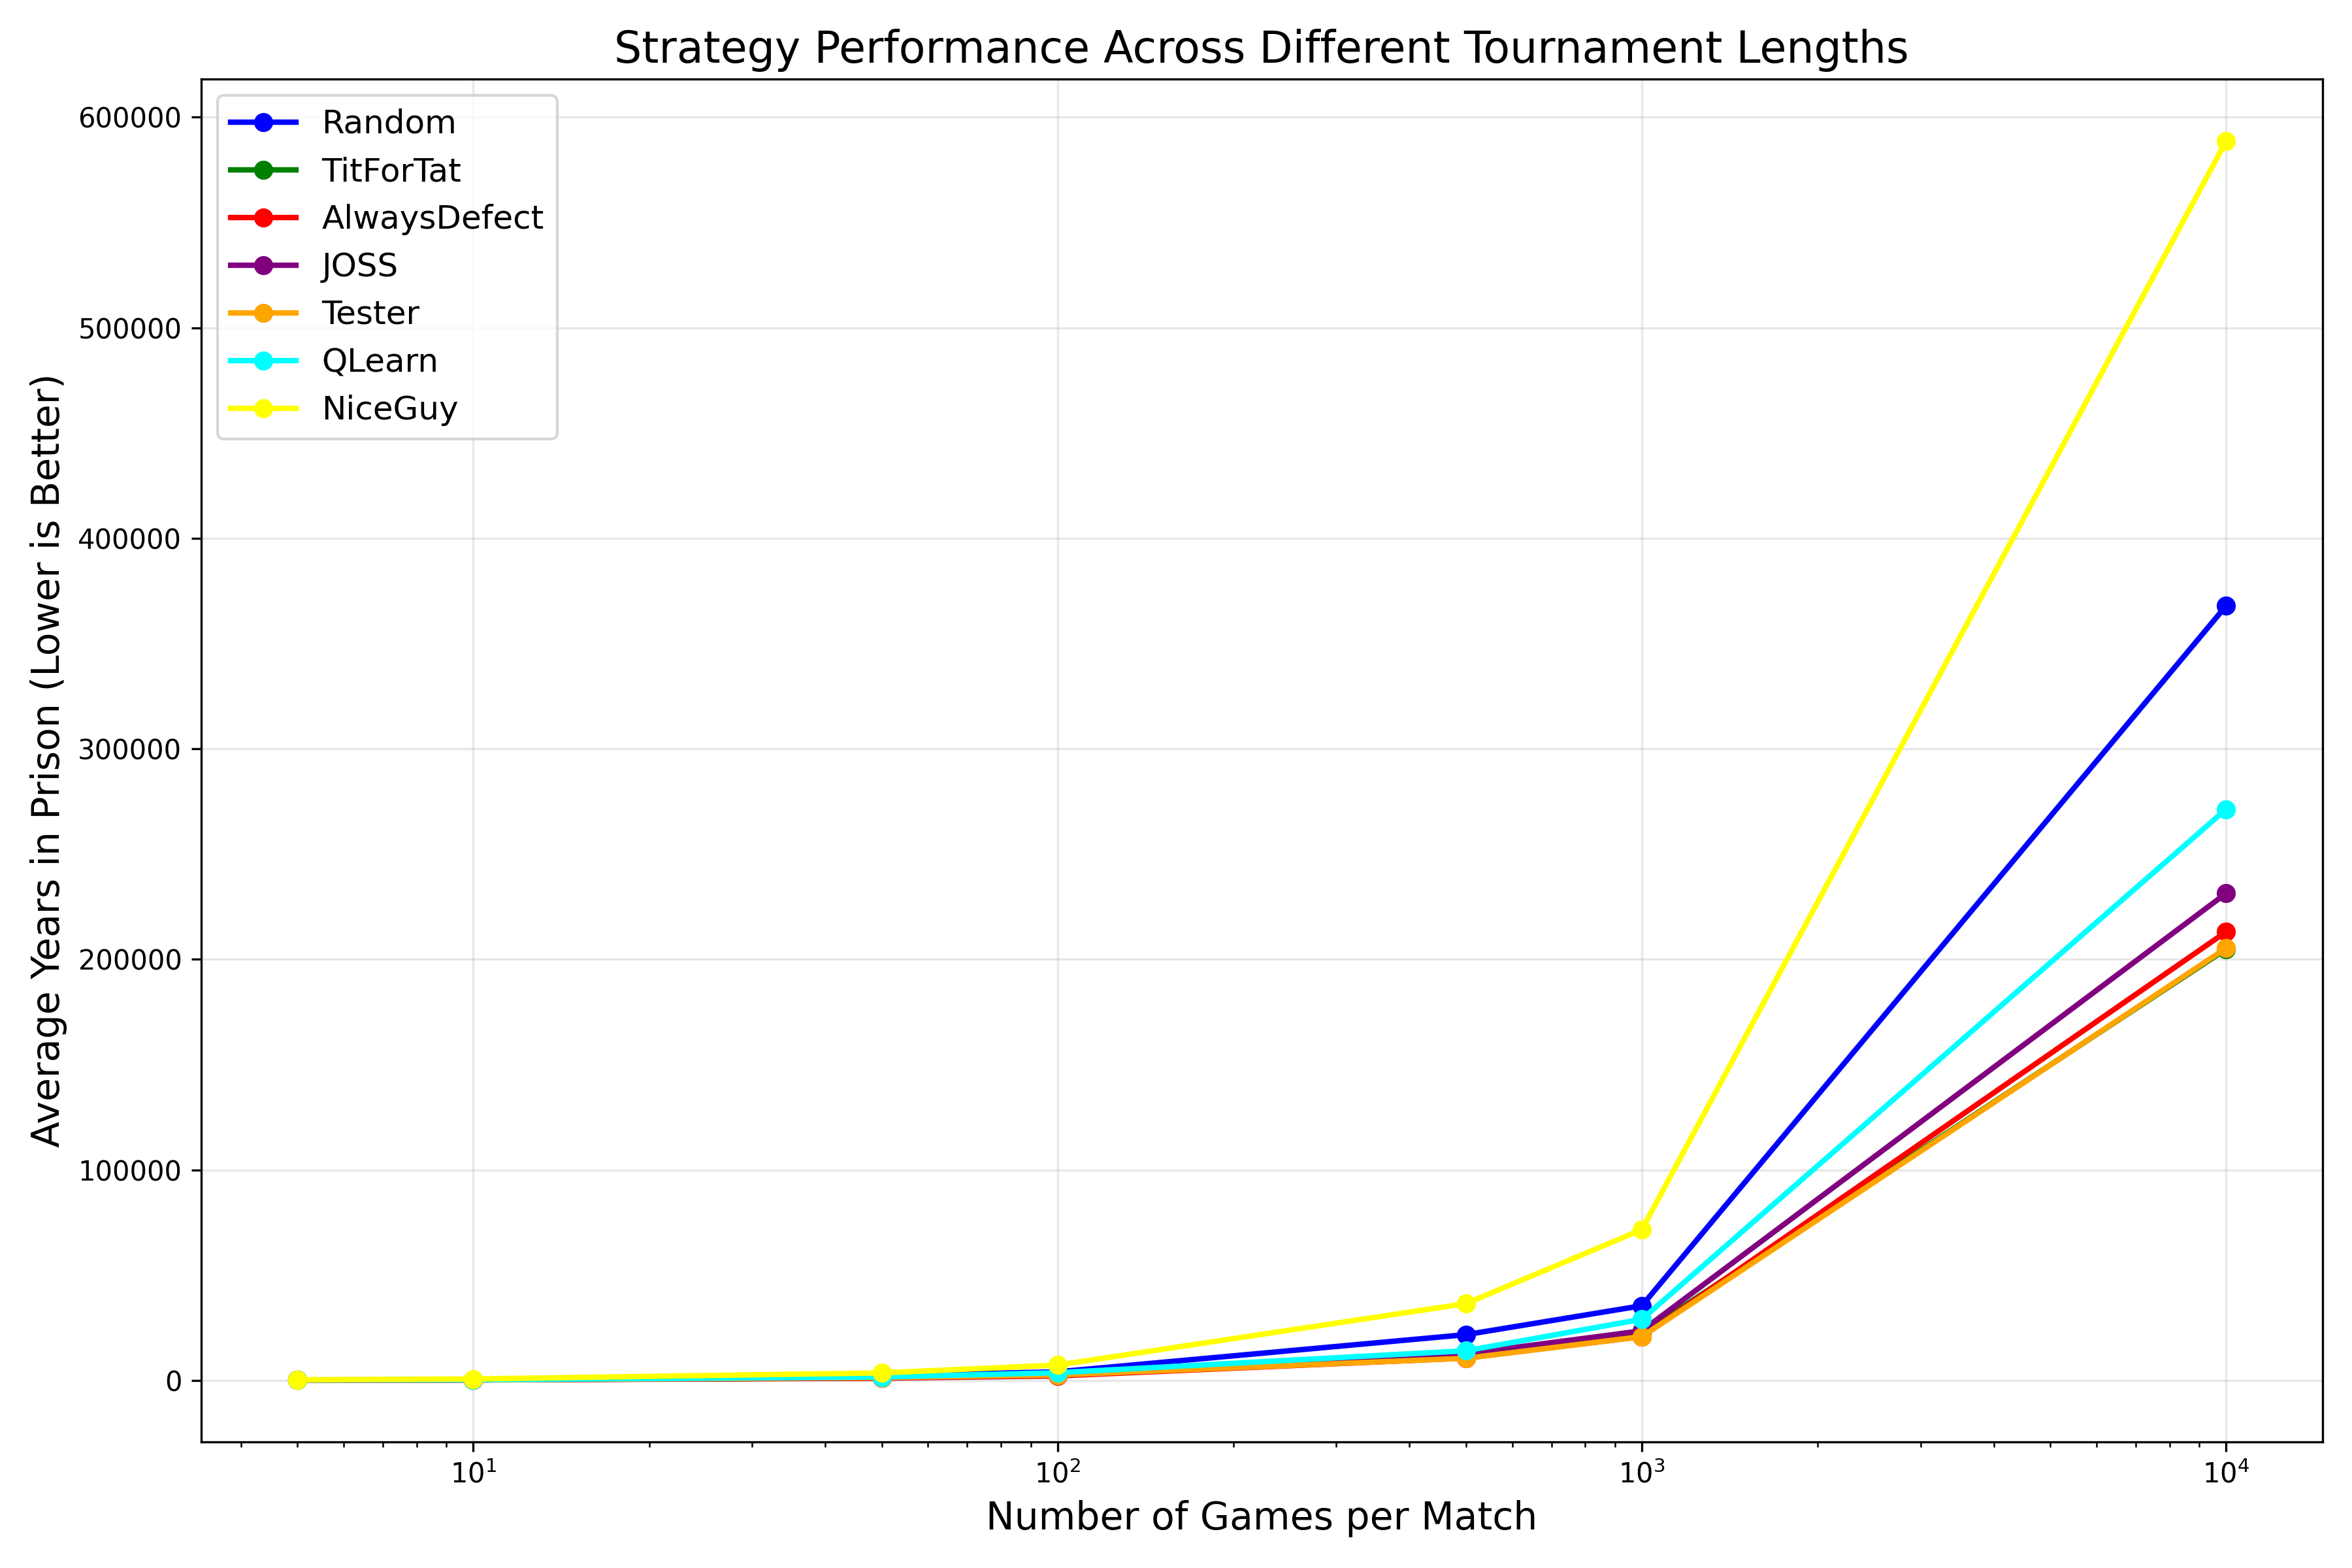 Strategy Performance Across Different Tournament Lengths
Random
TitForTat
AlwaysDefect
JOSS
Tester
QLearn
NiceGuy
Average Years in Prison (Lower is Better)
600000
500000
400000
300000
200000
100000
0
10¹
10²
10³
10⁴
Number of Games per Match